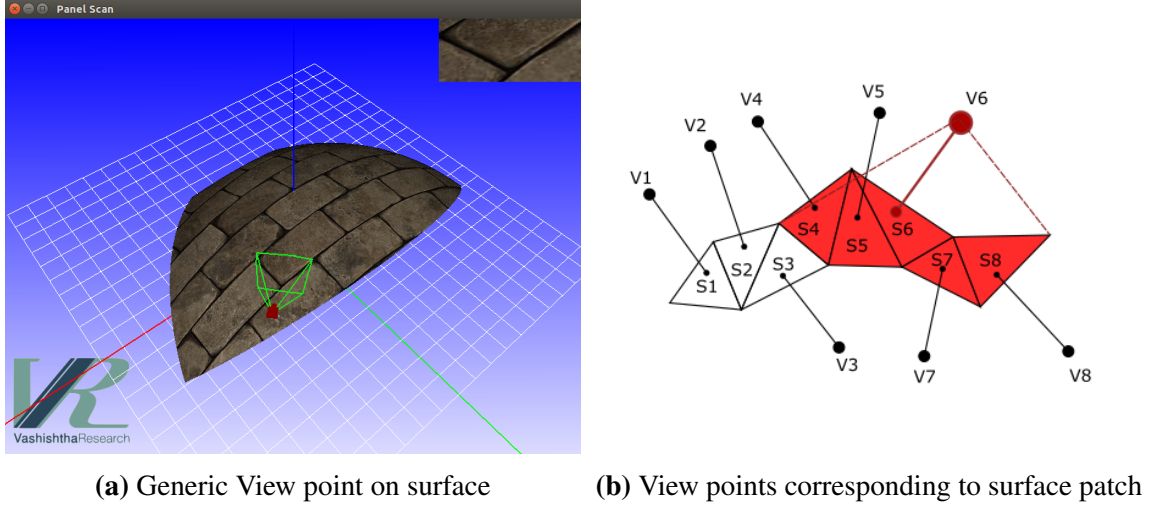 Panel Scan
VR
VashishthaResearch
V1
V2
V4
V5
V6
S1
S2
S3
S4
S5
S6
S7
S8
V3
V7
V8
(a) Generic View point on surface
(b) View points corresponding to surface patch